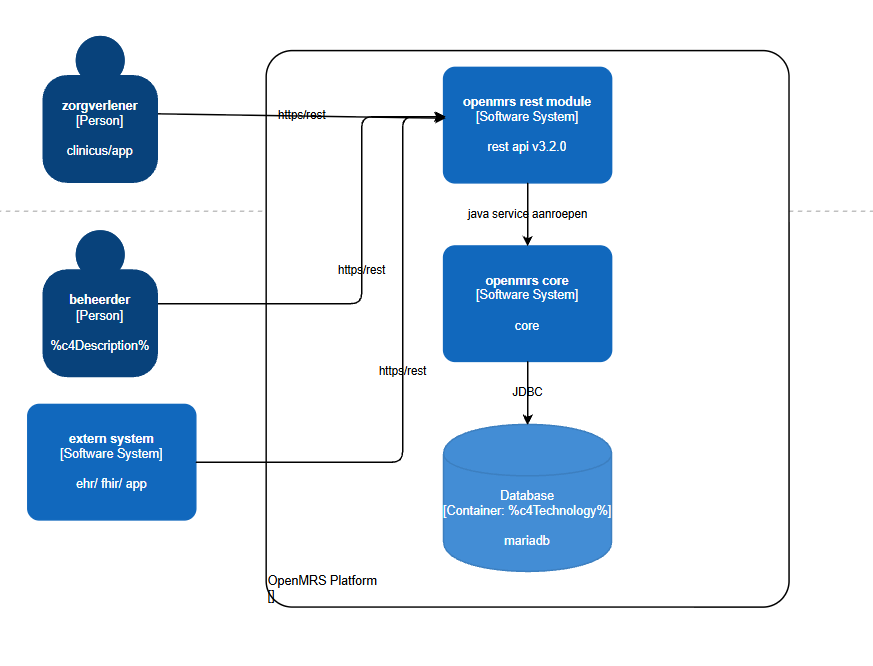 zorgverlener
[Person]
clinicus/app
https/rest
openmrs rest module
[Software System]
rest api v3.2.0
java service aanroepen
beheerder
[Person]
%c4Description%
https/rest
openmrs core
[Software System]
core
https/rest
JDBC
extern system
[Software System]
ehr/ fhir/ app
Database
[Container: %c4Technology%]
mariadb
OpenMRS Platform
[]